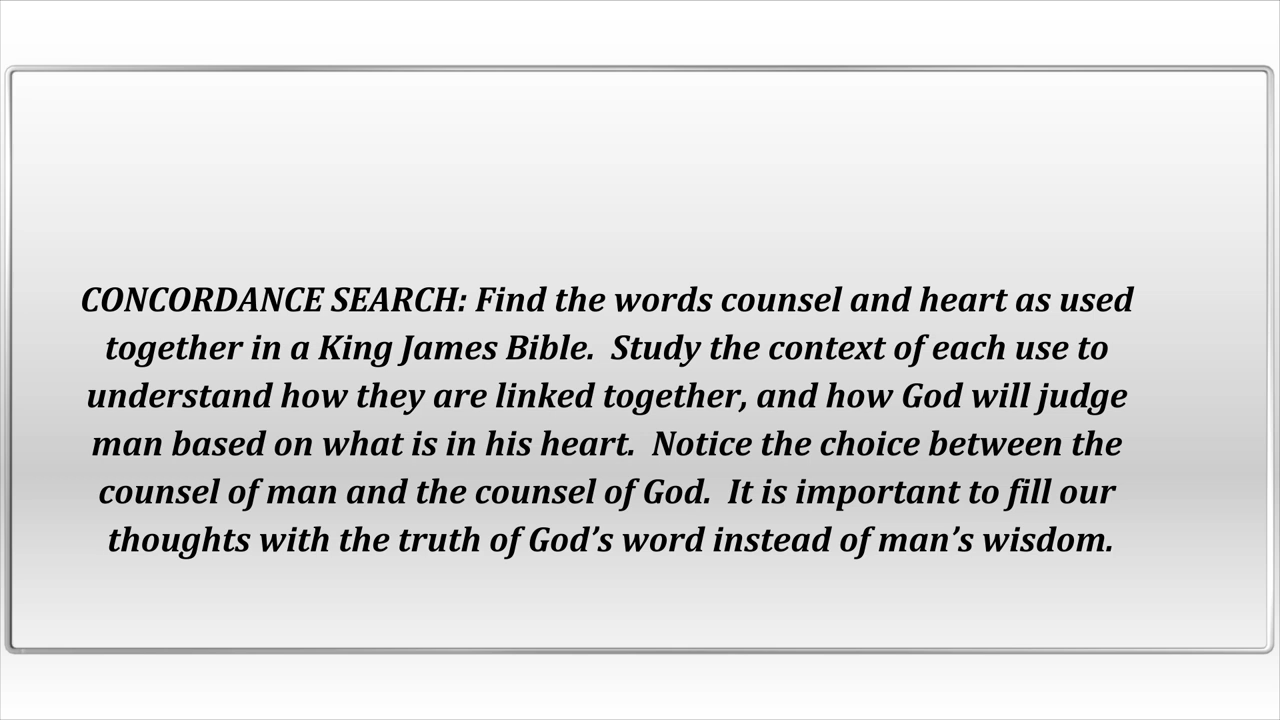 CONCORDANCE SEARCH: Find the words counsel and heart as used
together in a King James Bible.  Study the context of each use to
understand how they are linked together, and how God will judge
man based on what is in his heart.  Notice the choice between the
counsel of man and the counsel of God.  It is important to fill our
thoughts with the truth of God’s word instead of man’s wisdom.